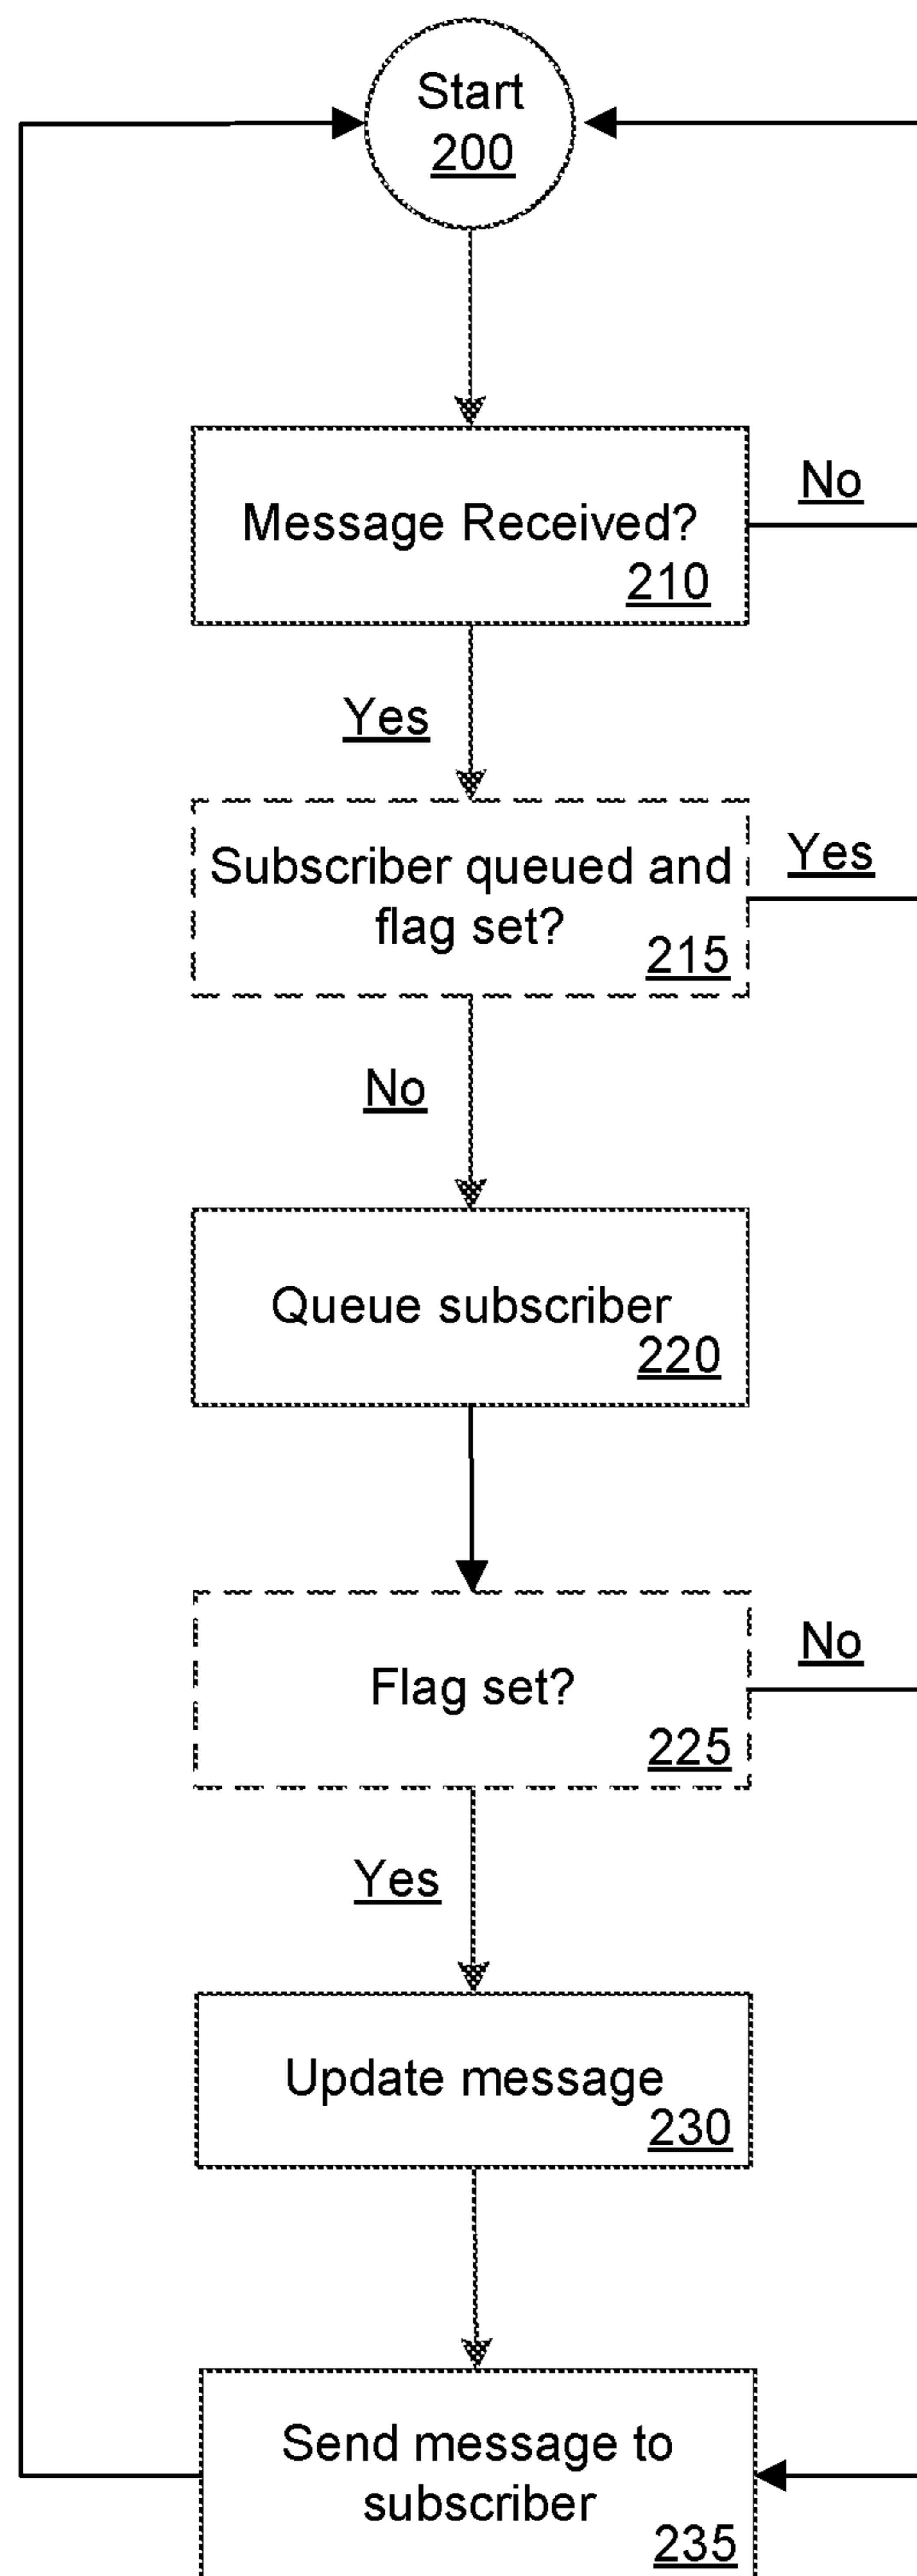 Start
200
Message Received?
No
210
Yes
Subscriber queued and
Yes
flag set?
215
No
Queue subscriber
220
No
Flag set?
225
Yes
Update message
230
Send message to
subscriber
235